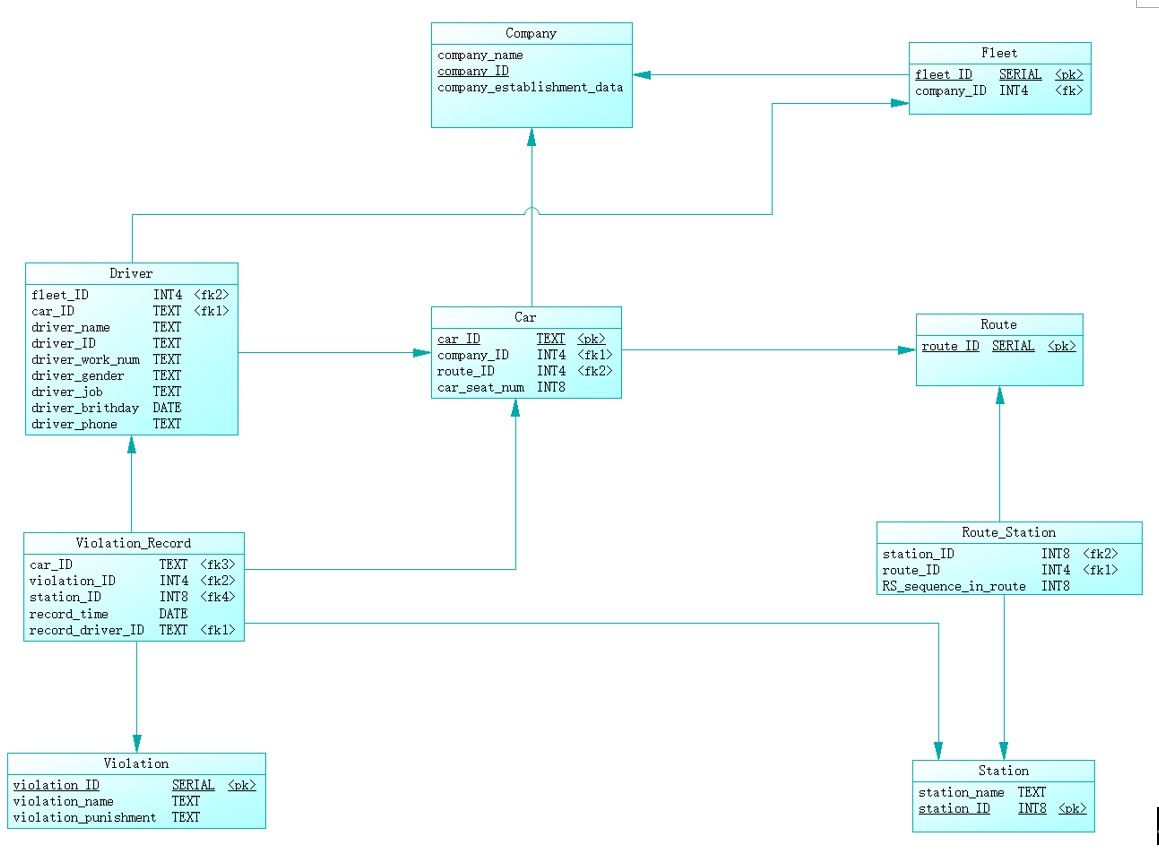 Company
company_name
company_ID
company_establishment_data
Fleet
fleet_ID SERIAL <pk>
company_ID INT4 <fk>
Driver
fleet_ID INT4 <fk2>
car_ID TEXT <fk1>
driver_name TEXT
driver_ID TEXT
driver_work_num TEXT
driver_gender TEXT
driver_job TEXT
driver_brithday DATE
driver_phone TEXT
Car
car_ID TEXT <pk>
company_ID INT4 <fk1>
route_ID INT4 <fk2>
car_seat_num INT8
Route
route_ID SERIAL <pk>
Violation_Record
car_ID TEXT <fk3>
violation_ID INT4 <fk2>
station_ID INT8 <fk4>
record_time DATE
record_driver_ID TEXT <fk1>
Route_Station
station_ID INT8 <fk2>
route_ID INT4 <fk1>
RS_sequence_in_route INT8
Violation
violation_ID SERIAL <pk>
violation_name TEXT
violation_punishment TEXT
Station
station_name TEXT
station_ID INT8 <pk>